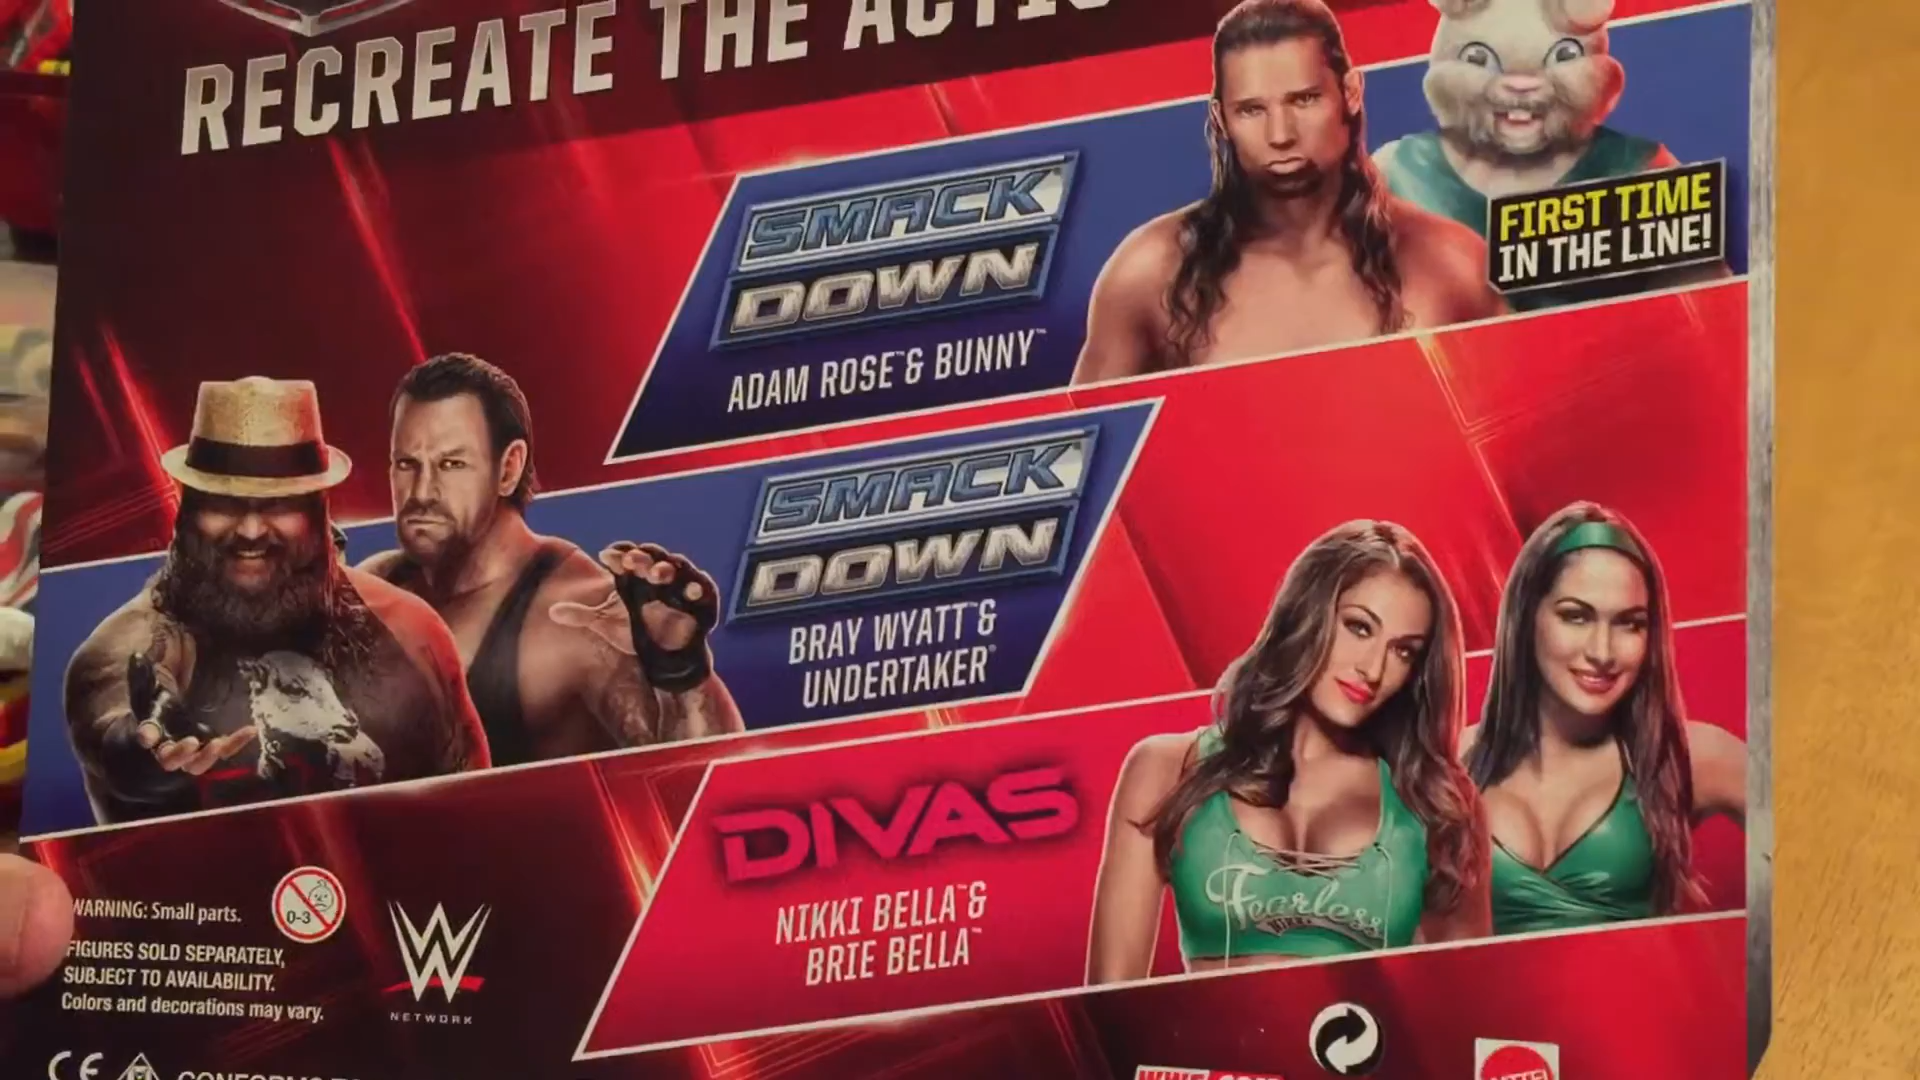 RECREATE THE ACTIO
SMACK
DOWN
ADAM ROSE™ & BUNNY™
FIRST TIME
IN THE LINE!
SMACK
DOWN
BRAY WYATT™ &
UNDERTAKER®
DIVAS
NIKKI BELLA™ &
BRIE BELLA™
Fearless
WARNING: Small parts.
0-3
FIGURES SOLD SEPARATELY,
SUBJECT TO AVAILABILITY.
Colors and decorations may vary.
W
NETWORK
CE